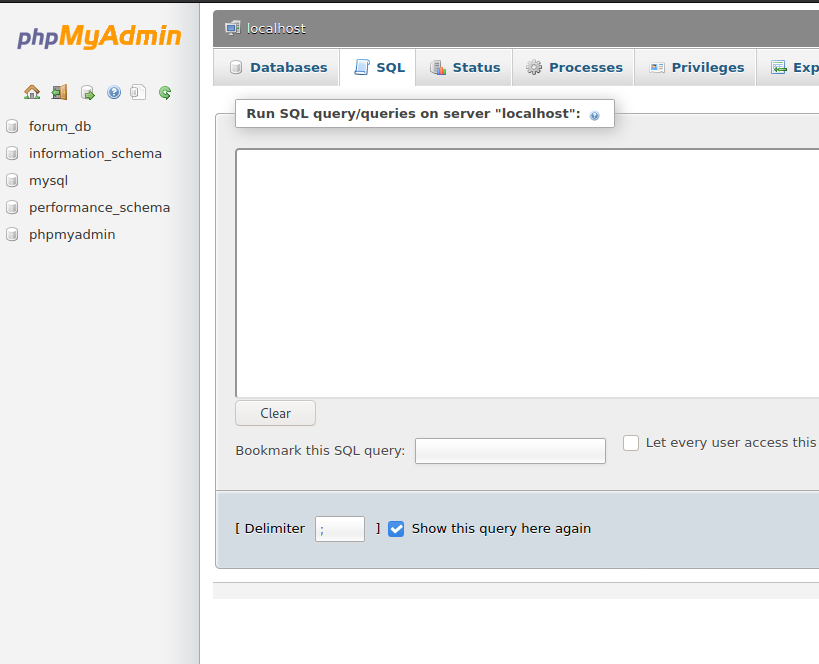 phpMyAdmin
forum_db
information_schema
mysql
performance_schema
phpmyadmin
localhost
Databases SQL Status Processes Privileges Exp
Run SQL query/queries on server "localhost":
Clear
Bookmark this SQL query: Let every user access this
[ Delimiter ; ] Show this query here again